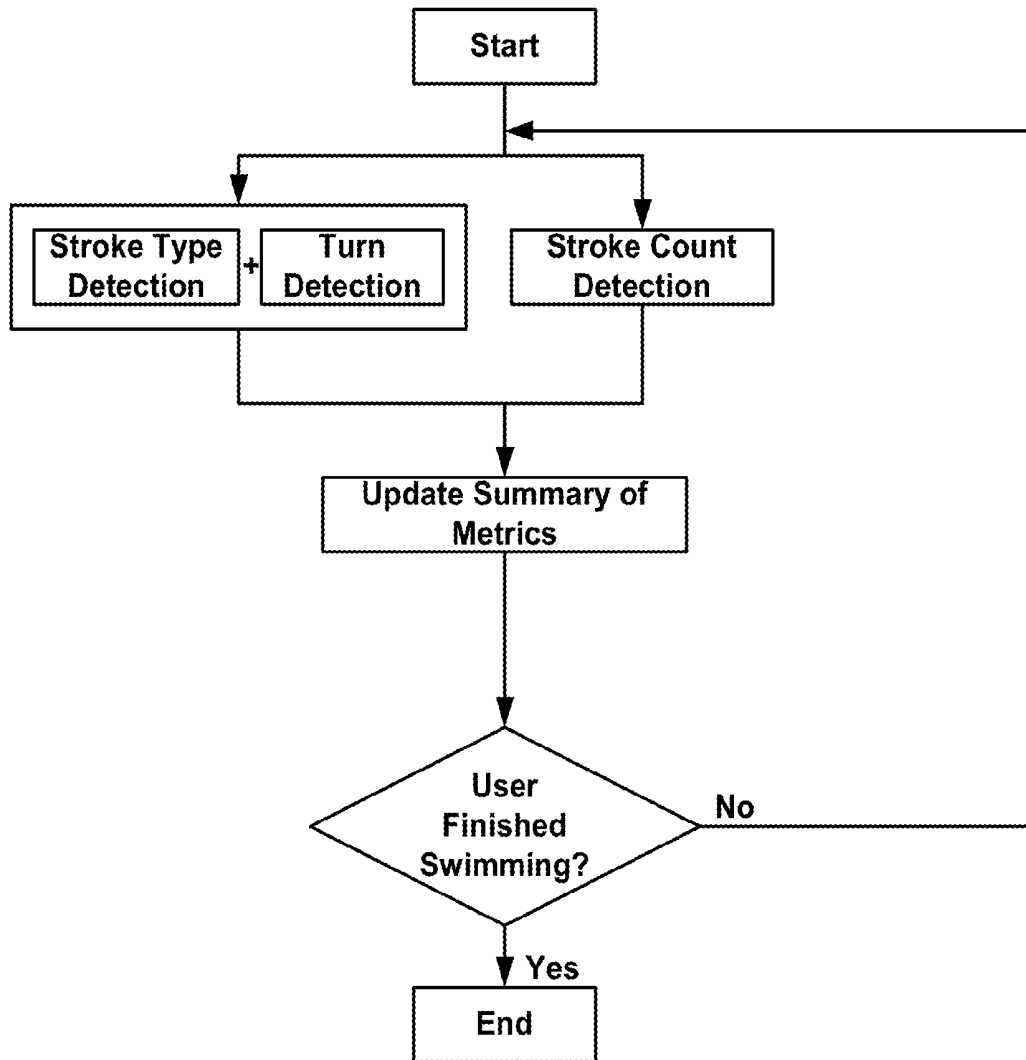 Start
Stroke Type
Detection
+
Turn
Detection
Stroke Count
Detection
Update Summary of
Metrics
User
Finished
Swimming?
No
Yes
End